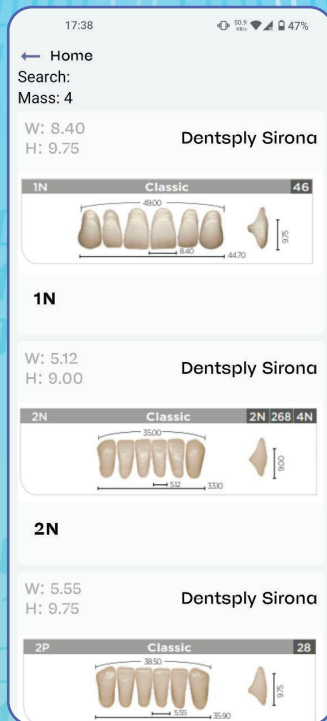 17:38 50.9 KB/s 47%
← Home
Search:
Mass: 4
W: 8.40
H: 9.75
Dentsply Sirona
1N Classic 46
49.00
8.40
44.70
9.75
1N
W: 5.12
H: 9.00
Dentsply Sirona
2N Classic 2N 268 4N
35.00
5.12
33.10
9.00
2N
W: 5.55
H: 9.75
Dentsply Sirona
2P Classic 28
38.50
5.55
35.90
9.75